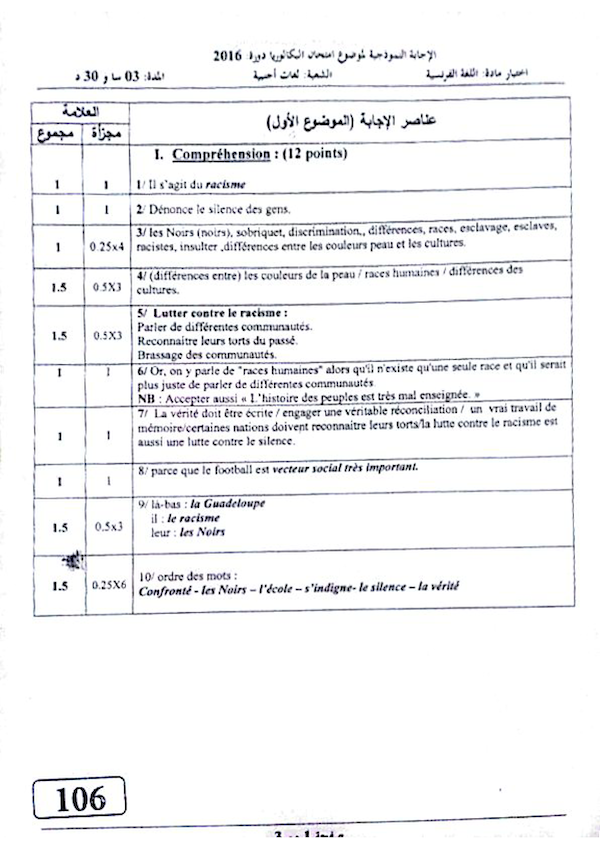 الإجابة النموذجية لموضوع امتحان البكالوريا دورة: 2016
اختبار مادة: اللغة الفرنسية الشعبة: لغات أجنبية المدة: 03 سا و 30 د
عناصر الإجابة (الموضوع الأول) العلامة
مجزأة مجموع
I. Compréhension : (12 points)
1 1 1/ Il s'agit du racisme
1 1 2/ Dénonce le silence des gens.
3/ les Noirs (noirs), sobriquet, discrimination,, différences, races, esclavage, esclaves,
1 0.25x4 racistes, insulter ,différences entre les couleurs peau et les cultures.
4/ (différences entre) les couleurs de la peau / races humaines / différences des
1.5 0.5X3 cultures.
5/ Lutter contre le racisme :
Parler de différentes communautés.
1.5 0.5X3 Reconnaitre leurs torts du passé.
Brassage des communautés.
1 1 6/ Or, on y parle de "races humaines" alors qu'il n'existe qu'une seule race et qu'il serait
plus juste de parler de différentes communautés
NB : Accepter aussi « L'histoire des peuples est très mal enseignée. »
7/ La vérité doit être écrite / engager une véritable réconciliation / un vrai travail de
1 1 mémoire/certaines nations doivent reconnaitre leurs torts/la lutte contre le racisme est
aussi une lutte contre le silence.
1 1 8/ parce que le football est vecteur social très important.
9/ là-bas : la Guadeloupe
1.5 0.5x3 il : le racisme
leur : les Noirs
10/ ordre des mots :
1.5 0.25X6 Confronté - les Noirs – l'école – s'indigne- le silence – la vérité
106